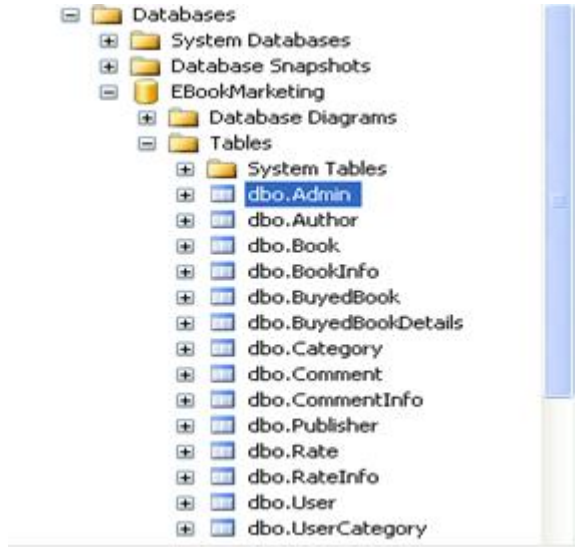 Databases
System Databases
Database Snapshots
EBookMarketing
Database Diagrams
Tables
System Tables
dbo.Admin
dbo.Author
dbo.Book
dbo.BookInfo
dbo.BuyedBook
dbo.BuyedBookDetails
dbo.Category
dbo.Comment
dbo.CommentInfo
dbo.Publisher
dbo.Rate
dbo.RateInfo
dbo.User
dbo.UserCategory